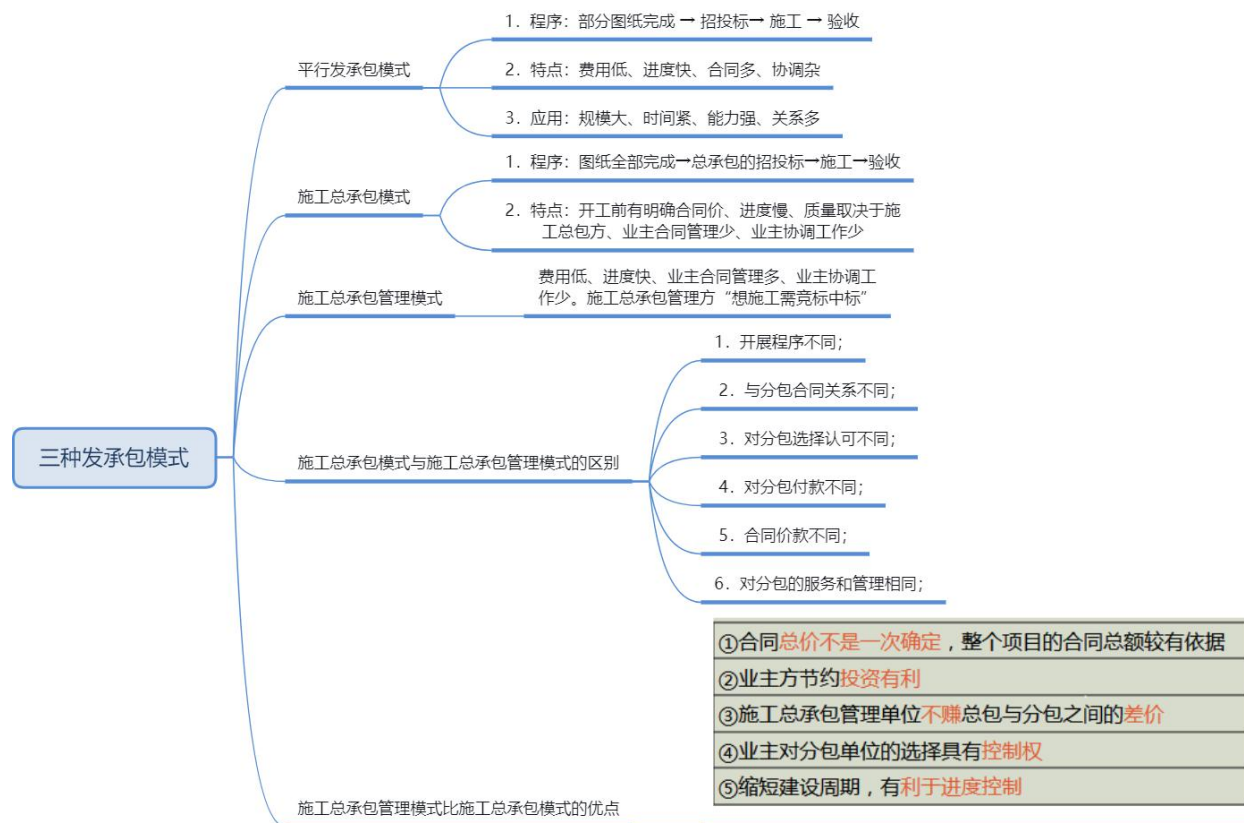 三种发承包模式
平行发承包模式
1. 程序：部分图纸完成 → 招投标→ 施工 → 验收
2. 特点：费用低、进度快、合同多、协调杂
3. 应用：规模大、时间紧、能力强、关系多
施工总承包模式
1. 程序：图纸全部完成→总承包的招投标→施工→验收
2. 特点：开工前有明确合同价、进度慢、质量取决于施
工总包方、业主合同管理少、业主协调工作少
施工总承包管理模式
费用低、进度快、业主合同管理多、业主协调工
作少。施工总承包管理方“想施工需竞标中标”
施工总承包模式与施工总承包管理模式的区别
1. 开展程序不同；
2. 与分包合同关系不同；
3. 对分包选择认可不同；
4. 对分包付款不同；
5. 合同价款不同；
6. 对分包的服务和管理相同；
施工总承包管理模式比施工总承包模式的优点
①合同总价不是一次确定，整个项目的合同总额较有依据
②业主方节约投资有利
③施工总承包管理单位不赚总包与分包之间的差价
④业主对分包单位的选择具有控制权
⑤缩短建设周期，有利于进度控制